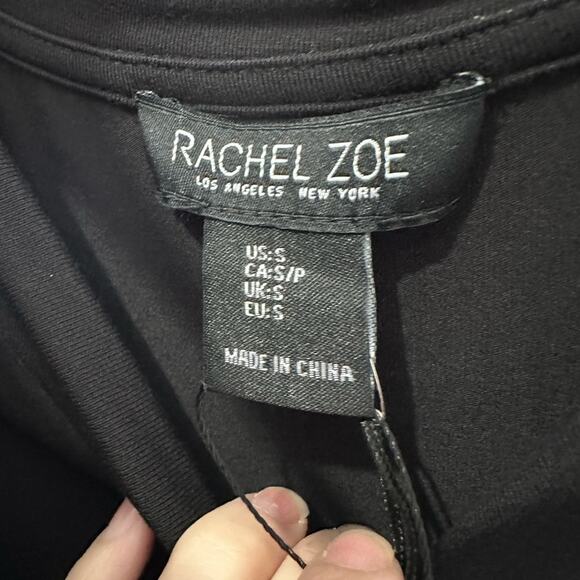 RACHEL ZOE
LOS ANGELES NEW YORK
US:S
CA:S/P
UK:S
EU:S
MADE IN CHINA